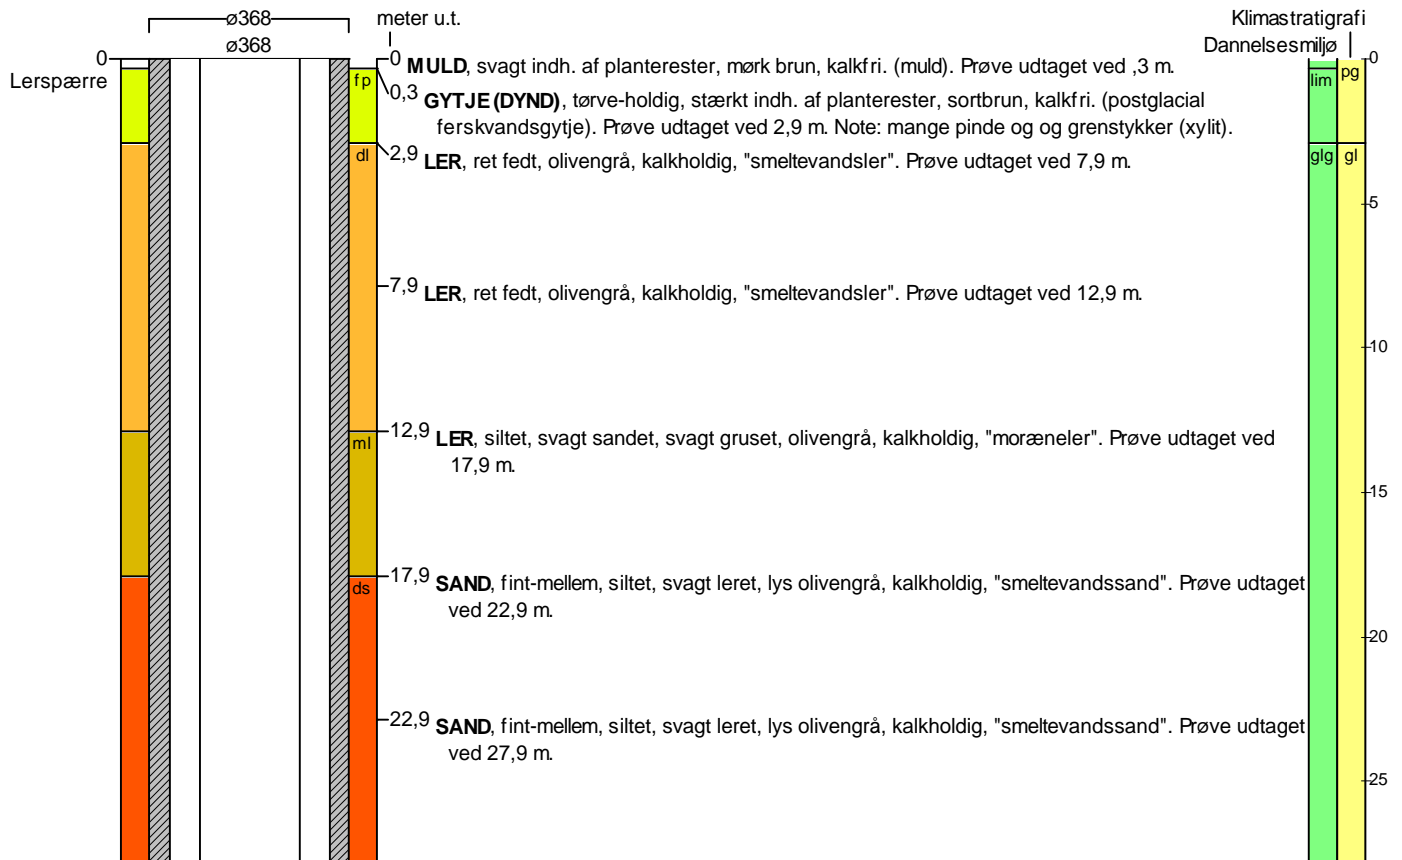 ø368
meter u.t.
Klimastratigrafi
ø368
Dannelsesmiljø
0
0
MULD, svagt indh. af planterester, mørk brun, kalkfri. (muld). Prøve udtaget ved ,3 m.
0
Lerspærre
fp
lim
pg
0,3
GYTJE (DYND), tørve-holdig, stærkt indh. af planterester, sortbrun, kalkfri. (postglacial
ferskvandsgytje). Prøve udtaget ved 2,9 m. Note: mange pinde og og grenstykker (xylit).
dl
2,9
LER, ret fedt, olivengrå, kalkholdig, "smeltevandsler". Prøve udtaget ved 7,9 m.
glg
gl
5
7,9
LER, ret fedt, olivengrå, kalkholdig, "smeltevandsler". Prøve udtaget ved 12,9 m.
10
12,9
LER, siltet, svagt sandet, svagt gruset, olivengrå, kalkholdig, "moræneler". Prøve udtaget ved
17,9 m.
ml
15
17,9
SAND, fint-mellem, siltet, svagt leret, lys olivengrå, kalkholdig, "smeltevandssand". Prøve udtaget
ved 22,9 m.
ds
20
22,9
SAND, fint-mellem, siltet, svagt leret, lys olivengrå, kalkholdig, "smeltevandssand". Prøve udtaget
ved 27,9 m.
25